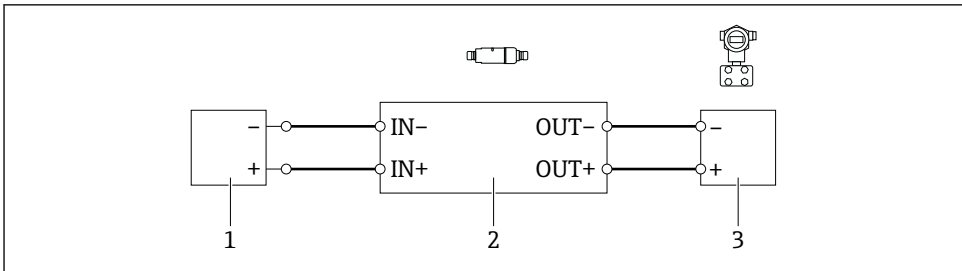 − IN− OUT− −
+ IN+ OUT+ +
1 2 3